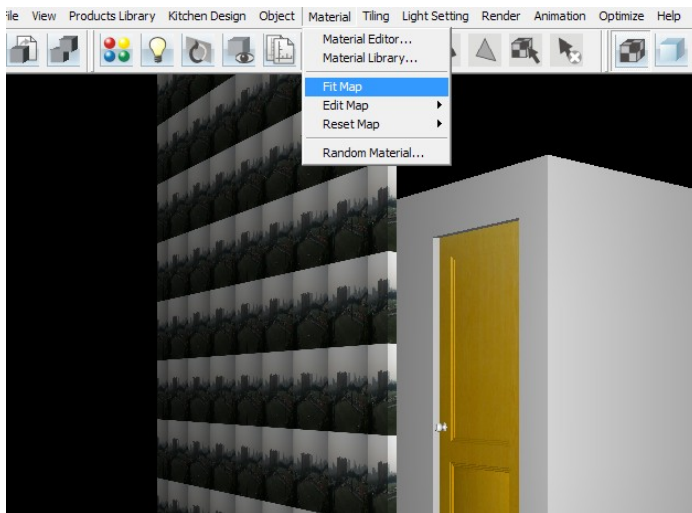 File View Products Library Kitchen Design Object Material Tiling Light Setting Render Animation Optimize Help
Material Editor...
Material Library...
Fit Map
Edit Map
Reset Map
Random Material...